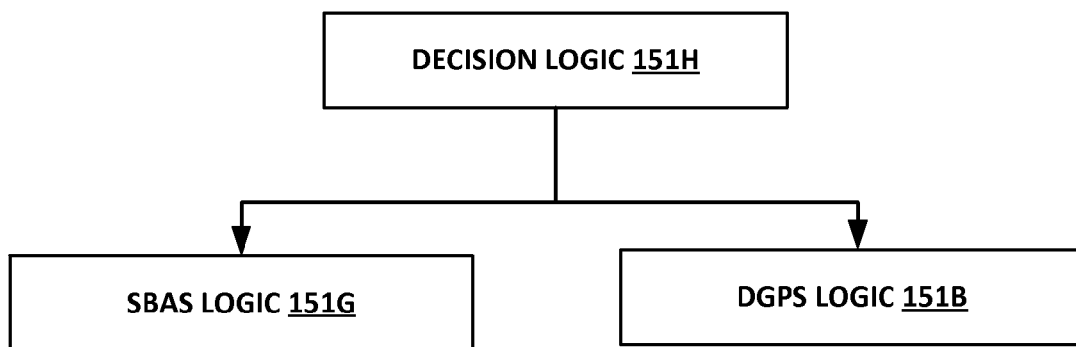 DECISION LOGIC 151H
SBAS LOGIC 151G
DGPS LOGIC 151B